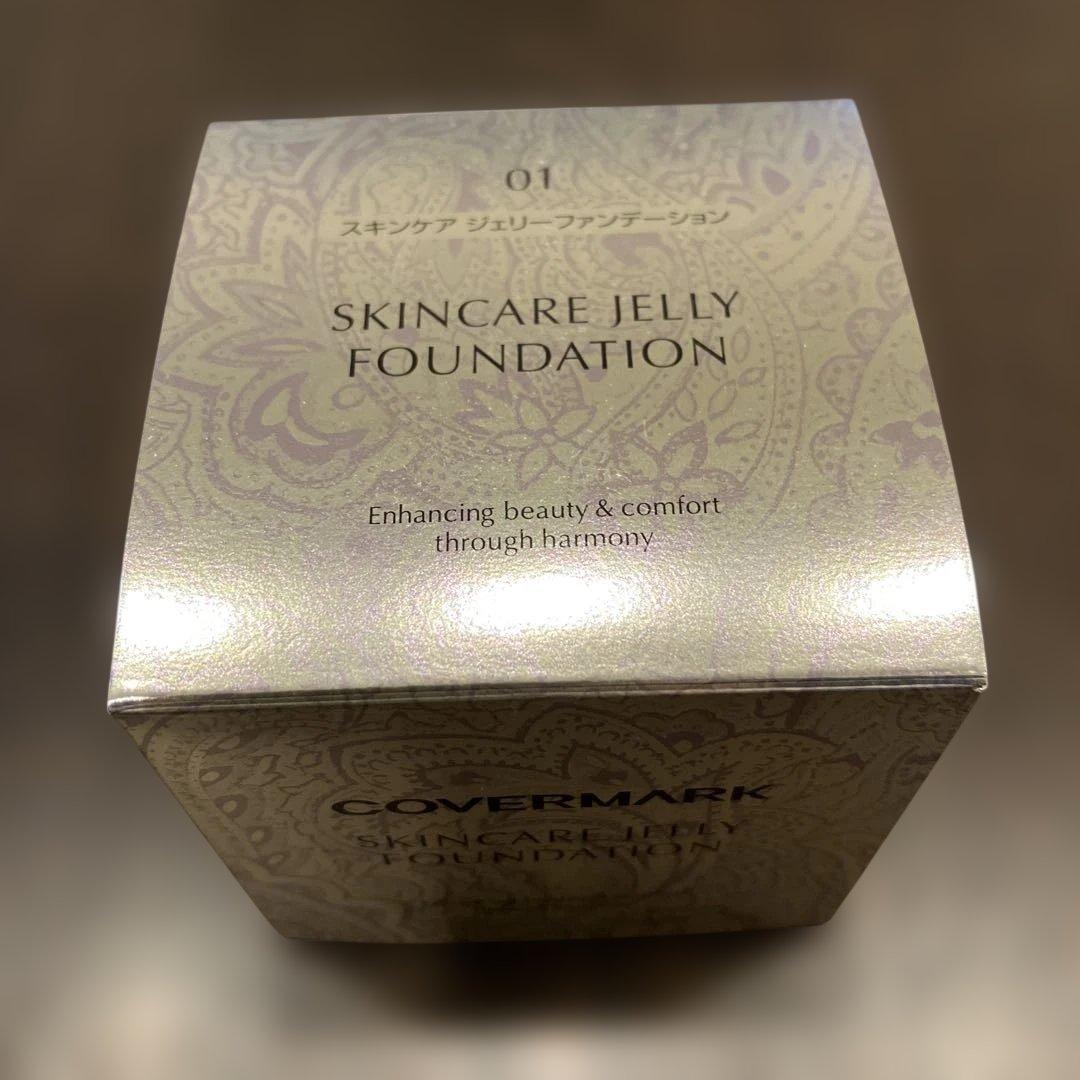 01
スキンケア ジェリーファンデーション
SKINCARE JELLY
FOUNDATION
Enhancing beauty & comfort
through harmony
COVERMARK
SKINCARE JELLY
FOUNDATION